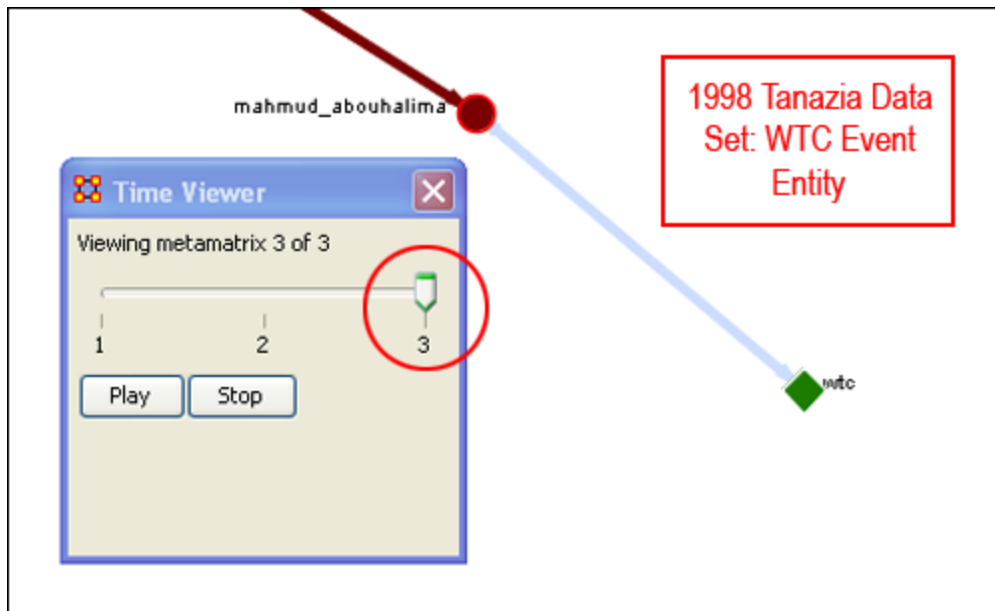 mahmud_abouhalima
1998 Tanazia Data
Set: WTC Event
Entity
Time Viewer
Viewing metamatrix 3 of 3
1 2 3
Play Stop
wtc